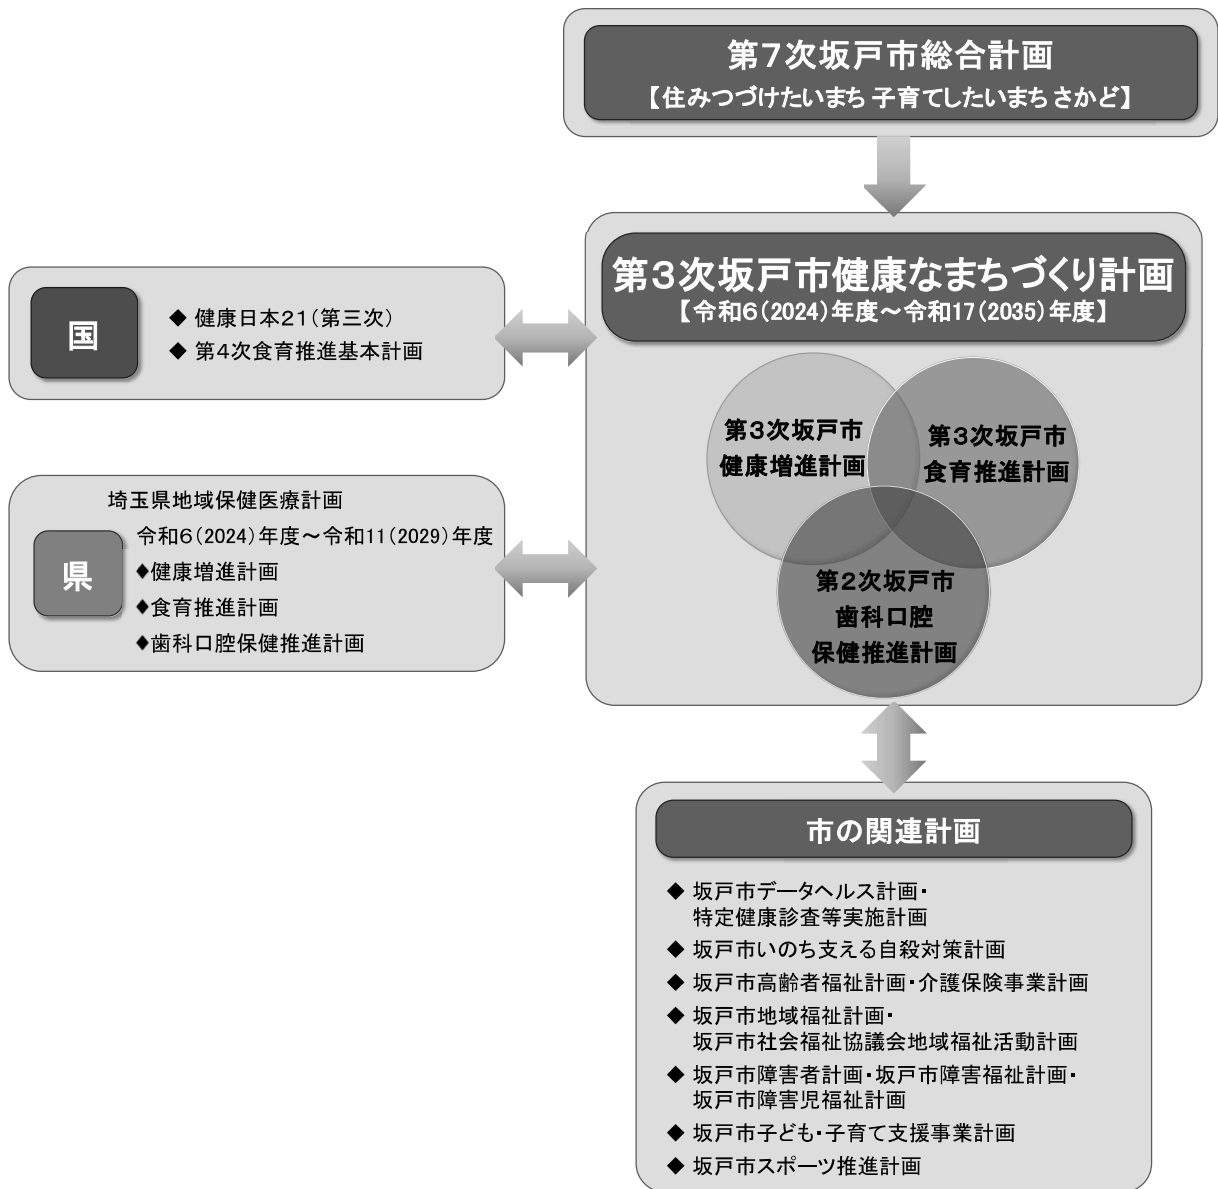 第7次坂戸市総合計画
【住みつづけたいまち 子育てしたいまち さかど】
第3次坂戸市健康なまちづくり計画
【令和6(2024)年度～令和17(2035)年度】
国
◆ 健康日本21(第三次)
◆ 第4次食育推進基本計画
県
埼玉県地域保健医療計画
令和6(2024)年度～令和11(2029)年度
◆健康増進計画
◆食育推進計画
◆歯科口腔保健推進計画
第3次坂戸市
健康増進計画
第3次坂戸市
食育推進計画
第2次坂戸市
歯科口腔
保健推進計画
市の関連計画
◆ 坂戸市データヘルス計画・
特定健康診査等実施計画
◆ 坂戸市いのち支える自殺対策計画
◆ 坂戸市高齢者福祉計画・介護保険事業計画
◆ 坂戸市地域福祉計画・
坂戸市社会福祉協議会地域福祉活動計画
◆ 坂戸市障害者計画・坂戸市障害福祉計画・
坂戸市障害児福祉計画
◆ 坂戸市子ども・子育て支援事業計画
◆ 坂戸市スポーツ推進計画